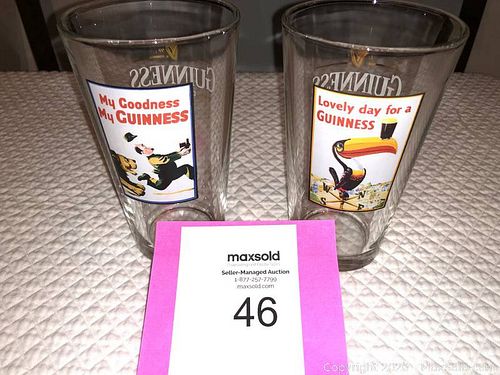 GUINNESS
GUINNESS
My Goodness
My GUINNESS
Lovely day for a
GUINNESS
maxsold
Seller-Managed Auction
1-877-257-7799
maxsold.com
46